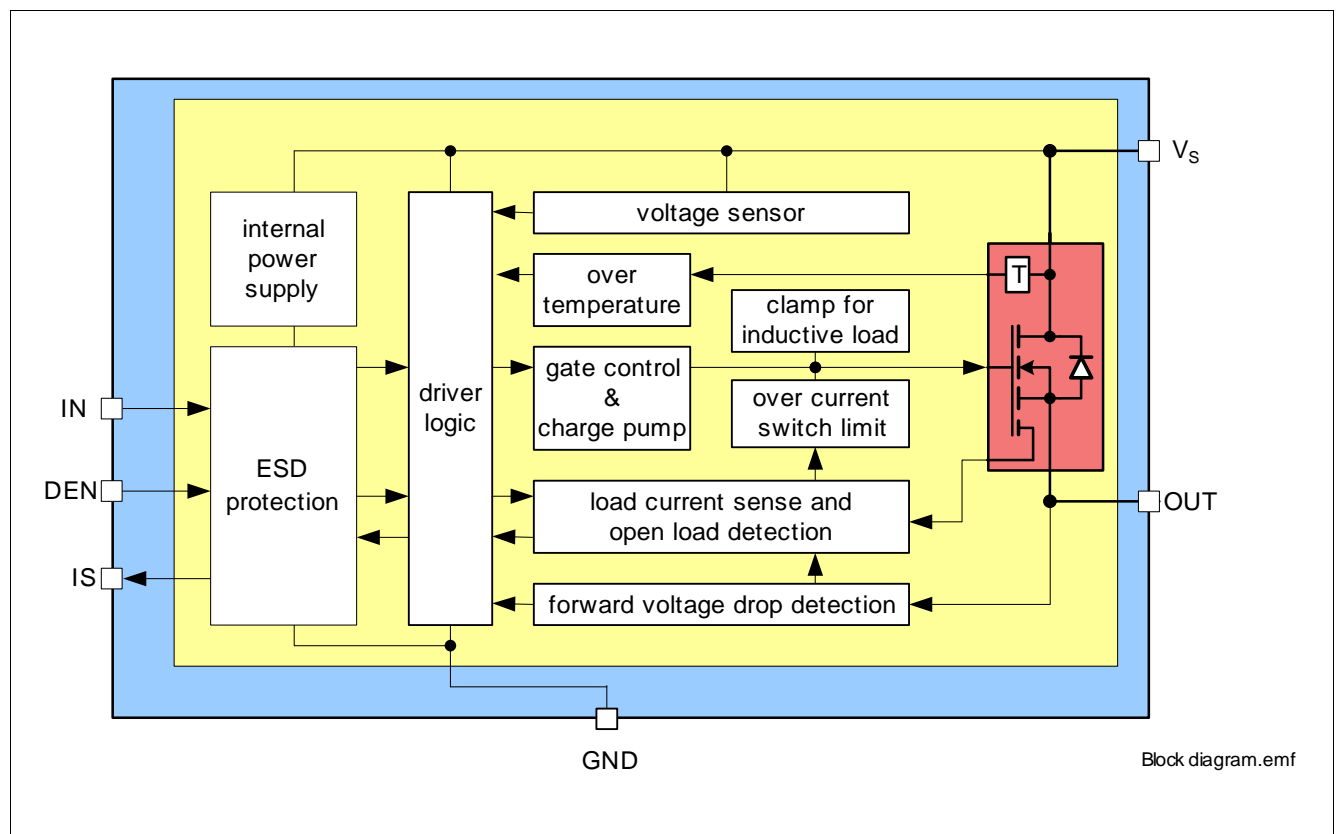 VS
internal
power
supply
voltage sensor
over
temperature
T
clamp for
inductive load
gate control
&
charge pump
driver
logic
over current
switch limit
IN
DEN
IS
ESD
protection
load current sense and
open load detection
OUT
forward voltage drop detection
GND
Block diagram.emf